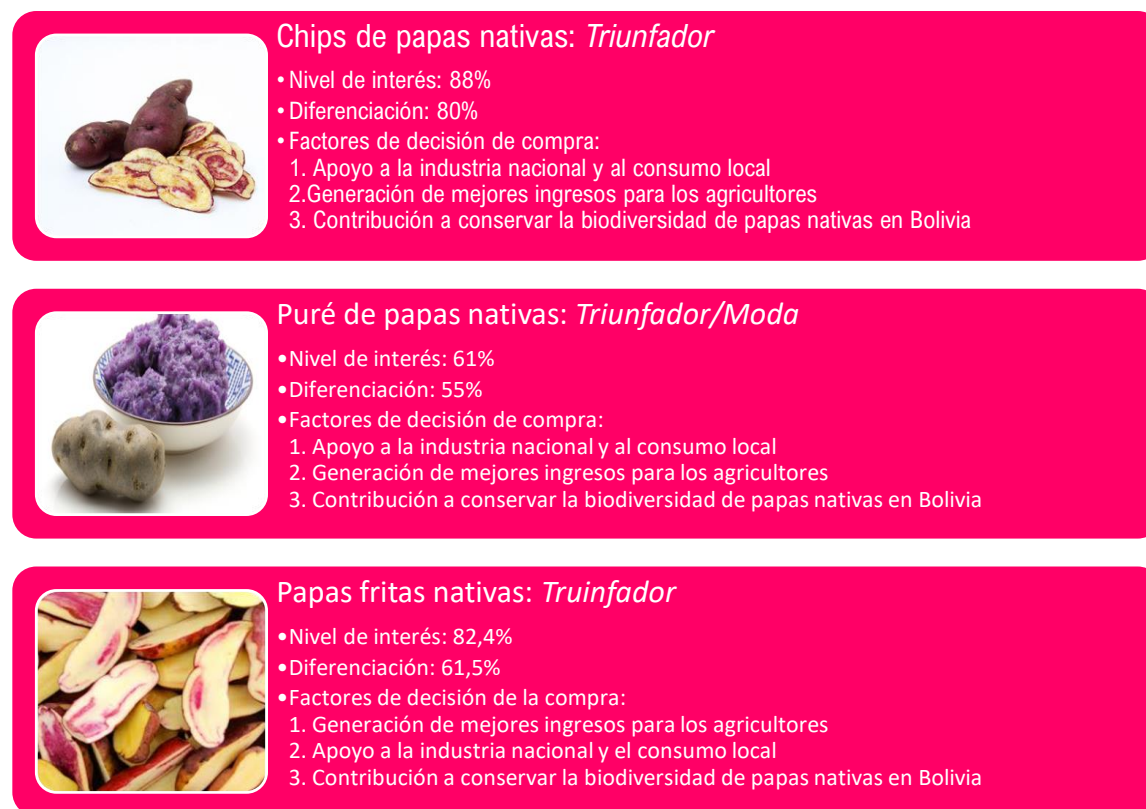 Chips de papas nativas: Triunfador
•Nivel de interés: 88%
•Diferenciación: 80%
•Factores de decisión de compra:
1. Apoyo a la industria nacional y al consumo local
2.Generación de mejores ingresos para los agricultores
3. Contribución a conservar la biodiversidad de papas nativas en Bolivia
Puré de papas nativas: Triunfador/Moda
•Nivel de interés: 61%
•Diferenciación: 55%
•Factores de decisión de compra:
1. Apoyo a la industria nacional y al consumo local
2. Generación de mejores ingresos para los agricultores
3. Contribución a conservar la biodiversidad de papas nativas en Bolivia
Papas fritas nativas: Truinfador
•Nivel de interés: 82,4%
•Diferenciación: 61,5%
•Factores de decisión de la compra:
1. Generación de mejores ingresos para los agricultores
2. Apoyo a la industria nacional y el consumo local
3. Contribución a conservar la biodiversidad de papas nativas en Bolivia